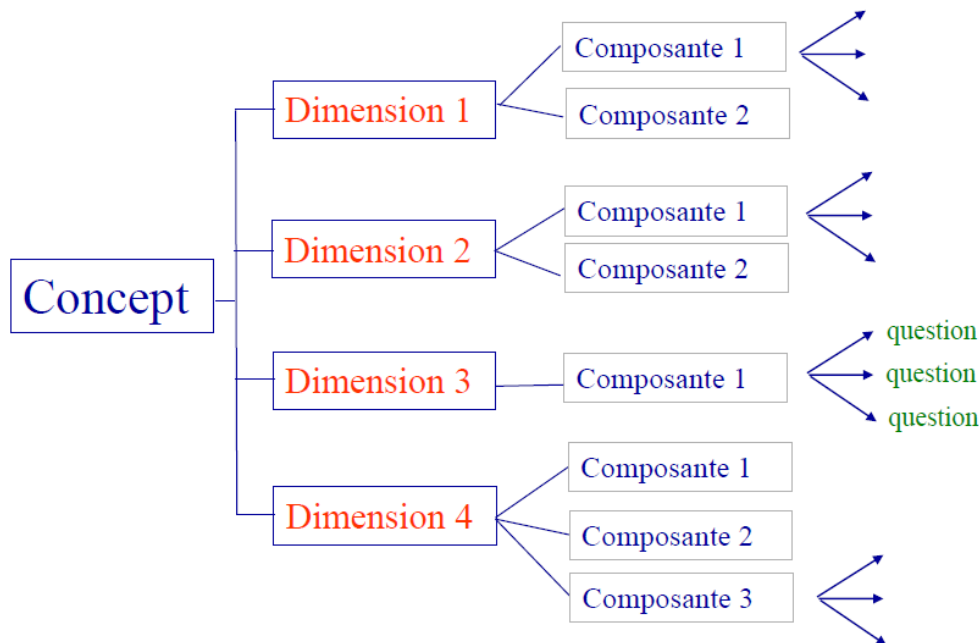 Concept
Dimension 1
Composante 1
Composante 2
Dimension 2
Composante 1
Composante 2
Dimension 3
Composante 1
question
question
question
Dimension 4
Composante 1
Composante 2
Composante 3